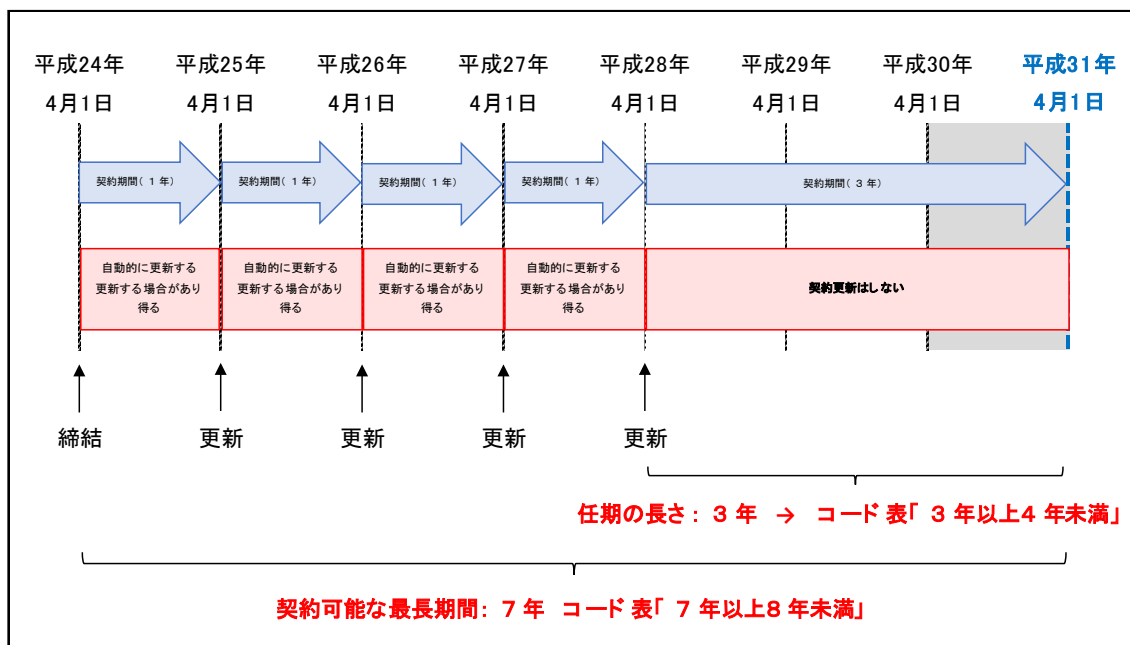 平成24年 平成25年 平成26年 平成27年 平成28年 平成29年 平成30年 平成31年
4月1日 4月1日 4月1日 4月1日 4月1日 4月1日 4月1日 4月1日
契約期間( 1 年) 契約期間( 1 年) 契約期間( 1 年) 契約期間( 1 年) 契約期間( 3 年)
自動的に更新する 自動的に更新する 自動的に更新する 自動的に更新する
更新する場合があり 更新する場合があり 更新する場合があり 更新する場合があり 契約更新はしない
得る 得る 得る 得る
締結 更新 更新 更新 更新
任期の長さ: 3 年 → コード 表「 3 年以上4 年未満」
契約可能な最長期間: 7 年 コード 表「 7 年以上8 年未満」